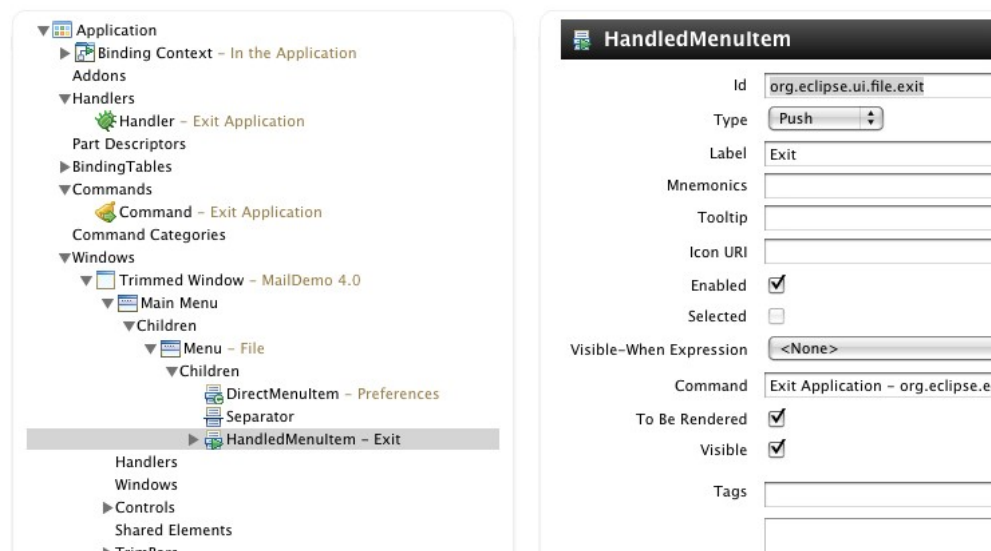 Application
Binding Context – In the Application
Addons
Handlers
Handler – Exit Application
Part Descriptors
BindingTables
Commands
Command – Exit Application
Command Categories
Windows
Trimmed Window – MailDemo 4.0
Main Menu
Children
Menu – File
Children
DirectMenuItem – Preferences
Separator
HandledMenuItem – Exit
Handlers
Windows
Controls
Shared Elements
TrimBars
HandledMenuItem
Id org.eclipse.ui.file.exit
Type Push
Label Exit
Mnemonics
Tooltip
Icon URI
Enabled
Selected
Visible-When Expression <None>
Command Exit Application – org.eclipse.e
To Be Rendered
Visible
Tags